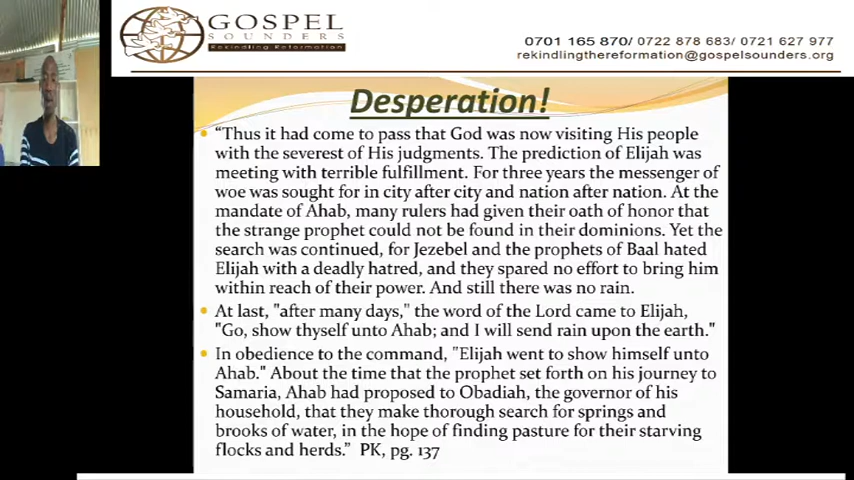 GOSPEL
SOUNDERS
Rekindling Reformation
0701 165 870/ 0722 878 683/ 0721 627 977
rekindlingthereformation@gospelsounders.org
Desperation!
• “Thus it had come to pass that God was now visiting His people
with the severest of His judgments. The prediction of Elijah was
meeting with terrible fulfillment. For three years the messenger of
woe was sought for in city after city and nation after nation. At the
mandate of Ahab, many rulers had given their oath of honor that
the strange prophet could not be found in their dominions. Yet the
search was continued, for Jezebel and the prophets of Baal hated
Elijah with a deadly hatred, and they spared no effort to bring him
within reach of their power. And still there was no rain.
• At last, "after many days," the word of the Lord came to Elijah,
"Go, show thyself unto Ahab; and I will send rain upon the earth."
• In obedience to the command, "Elijah went to show himself unto
Ahab." About the time that the prophet set forth on his journey to
Samaria, Ahab had proposed to Obadiah, the governor of his
household, that they make thorough search for springs and
brooks of water, in the hope of finding pasture for their starving
flocks and herds.” PK, pg. 137